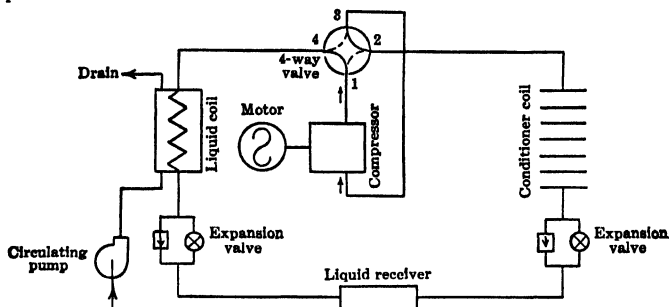 3
4
2
4-way
valve
1
Drain
Liquid coil
Motor
Compressor
Conditioner coil
Circulating
pump
Expansion
valve
Expansion
valve
Liquid receiver